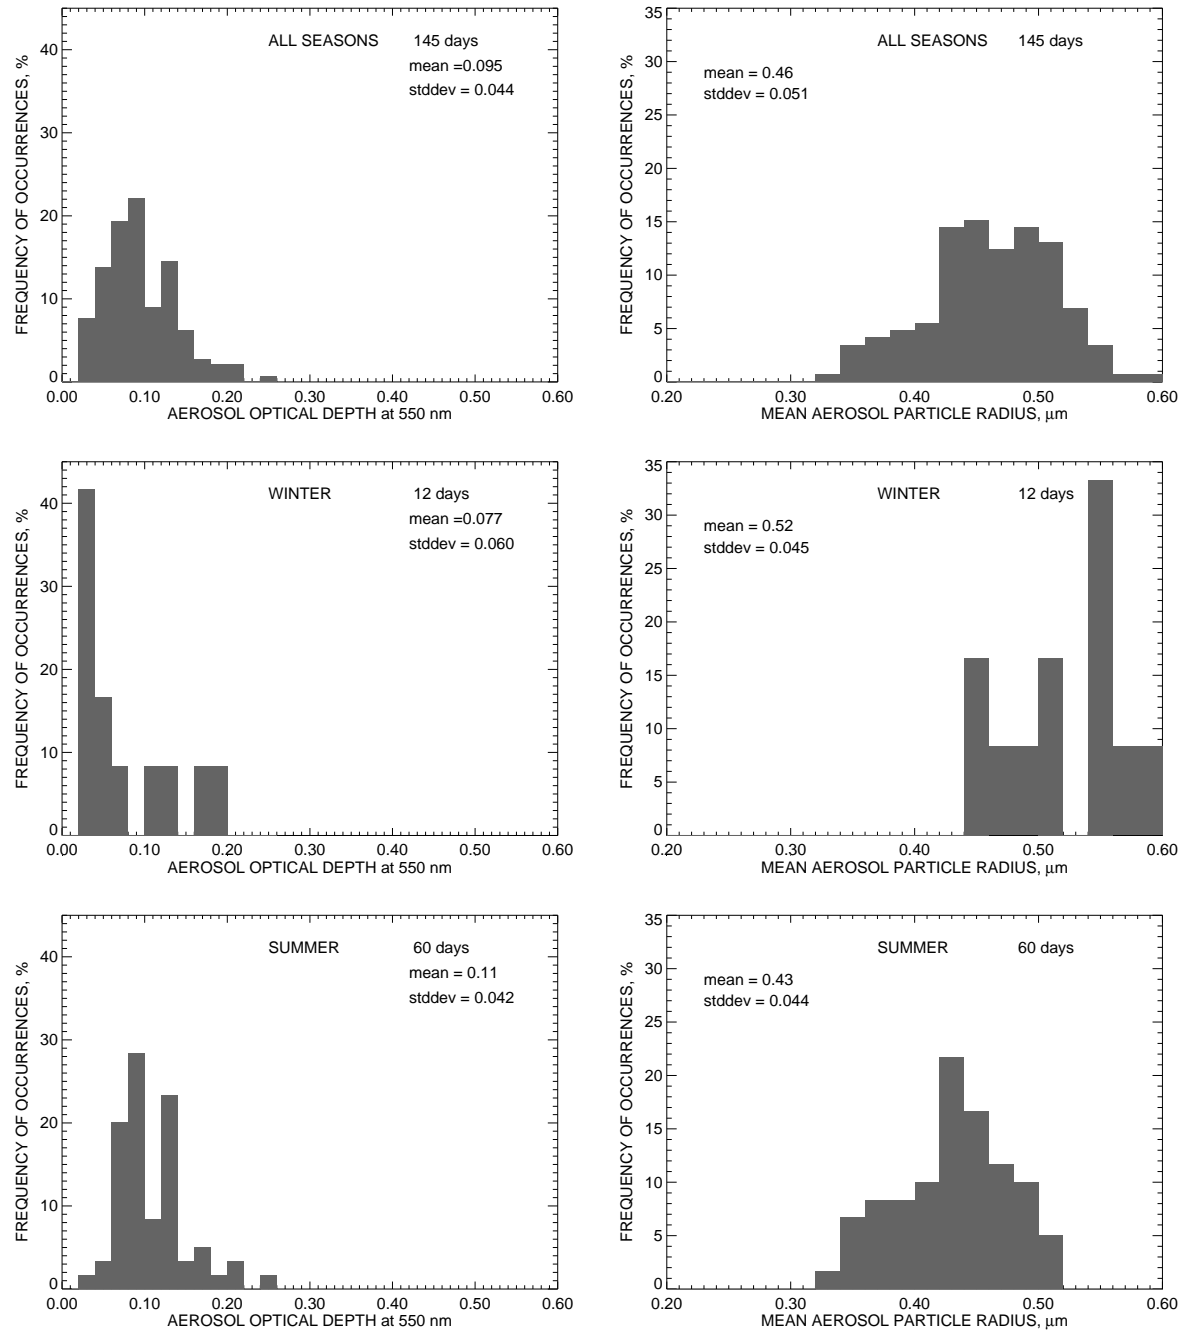 ALL SEASONS 145 days
mean =0.095
stddev = 0.044
FREQUENCY OF OCCURRENCES, %
40
30
20
10
0
0.00 0.10 0.20 0.30 0.40 0.50 0.60
AEROSOL OPTICAL DEPTH at 550 nm
ALL SEASONS 145 days
mean = 0.46
stddev = 0.051
FREQUENCY OF OCCURRENCES, %
35
30
25
20
15
10
5
0
0.20 0.30 0.40 0.50 0.60
MEAN AEROSOL PARTICLE RADIUS, μm
WINTER 12 days
mean =0.077
stddev = 0.060
FREQUENCY OF OCCURRENCES, %
40
30
20
10
0
0.00 0.10 0.20 0.30 0.40 0.50 0.60
AEROSOL OPTICAL DEPTH at 550 nm
WINTER 12 days
mean = 0.52
stddev = 0.045
FREQUENCY OF OCCURRENCES, %
35
30
25
20
15
10
5
0
0.20 0.30 0.40 0.50 0.60
MEAN AEROSOL PARTICLE RADIUS, μm
SUMMER 60 days
mean = 0.11
stddev = 0.042
FREQUENCY OF OCCURRENCES, %
40
30
20
10
0
0.00 0.10 0.20 0.30 0.40 0.50 0.60
AEROSOL OPTICAL DEPTH at 550 nm
SUMMER 60 days
mean = 0.43
stddev = 0.044
FREQUENCY OF OCCURRENCES, %
35
30
25
20
15
10
5
0
0.20 0.30 0.40 0.50 0.60
MEAN AEROSOL PARTICLE RADIUS, μm